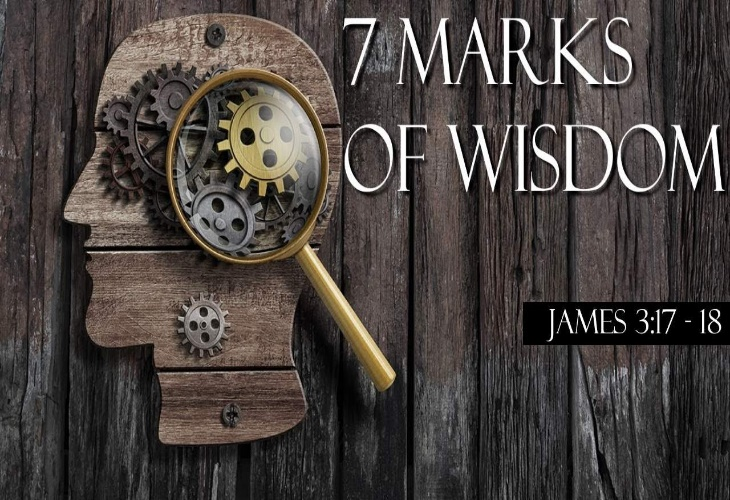 7 MARKS
OF WISDOM
JAMES 3:17 - 18